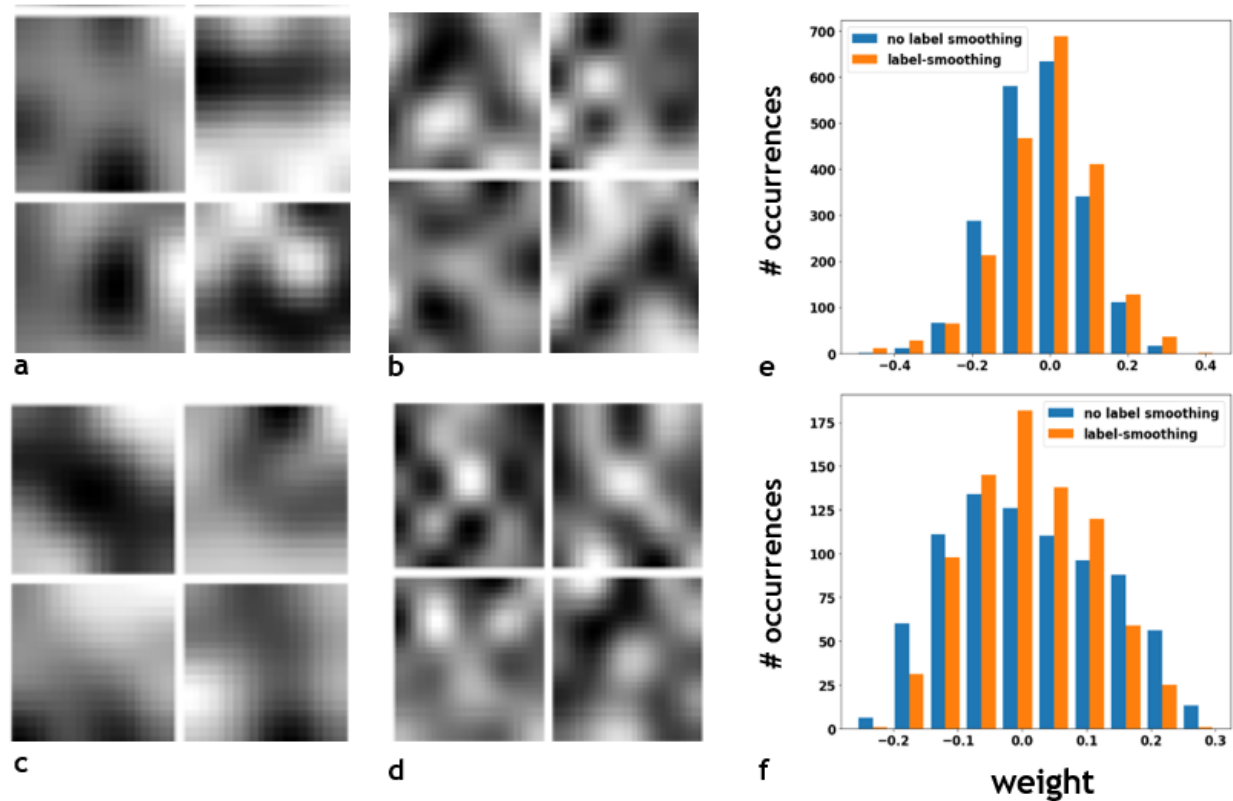 a
b
c
d
e
# occurrences
no label smoothing
label-smoothing
700
600
500
400
300
200
100
0
−0.4 −0.2 0.0 0.2 0.4
f
# occurrences
no label smoothing
label-smoothing
175
150
125
100
75
50
25
0
−0.2 −0.1 0.0 0.1 0.2 0.3
weight